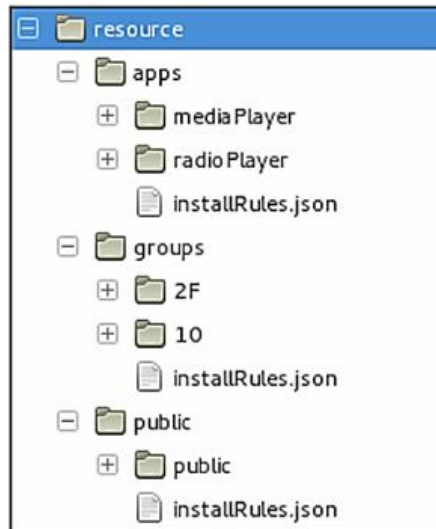 resource
apps
mediaPlayer
radioPlayer
installRules.json
groups
2F
10
installRules.json
public
public
installRules.json